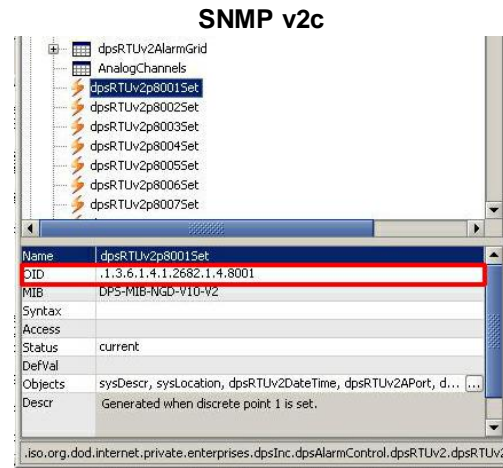 SNMP v2c
dpsRTUv2AlarmGrid
AnalogChannels
dpsRTUv2p8001Set
dpsRTUv2p8002Set
dpsRTUv2p8003Set
dpsRTUv2p8004Set
dpsRTUv2p8005Set
dpsRTUv2p8006Set
dpsRTUv2p8007Set
Name dpsRTUv2p8001Set
OID .1.3.6.1.4.1.2682.1.4.8001
MIB DPS-MIB-NGD-V10-V2
Syntax
Access
Status current
DefVal
Objects sysDescr, sysLocation, dpsRTUv2DateTime, dpsRTUv2APort, d... ...
Descr Generated when discrete point 1 is set.
.iso.org.dod.internet.private.enterprises.dpsInc.dpsAlarmControl.dpsRTUv2.dpsRTUv2